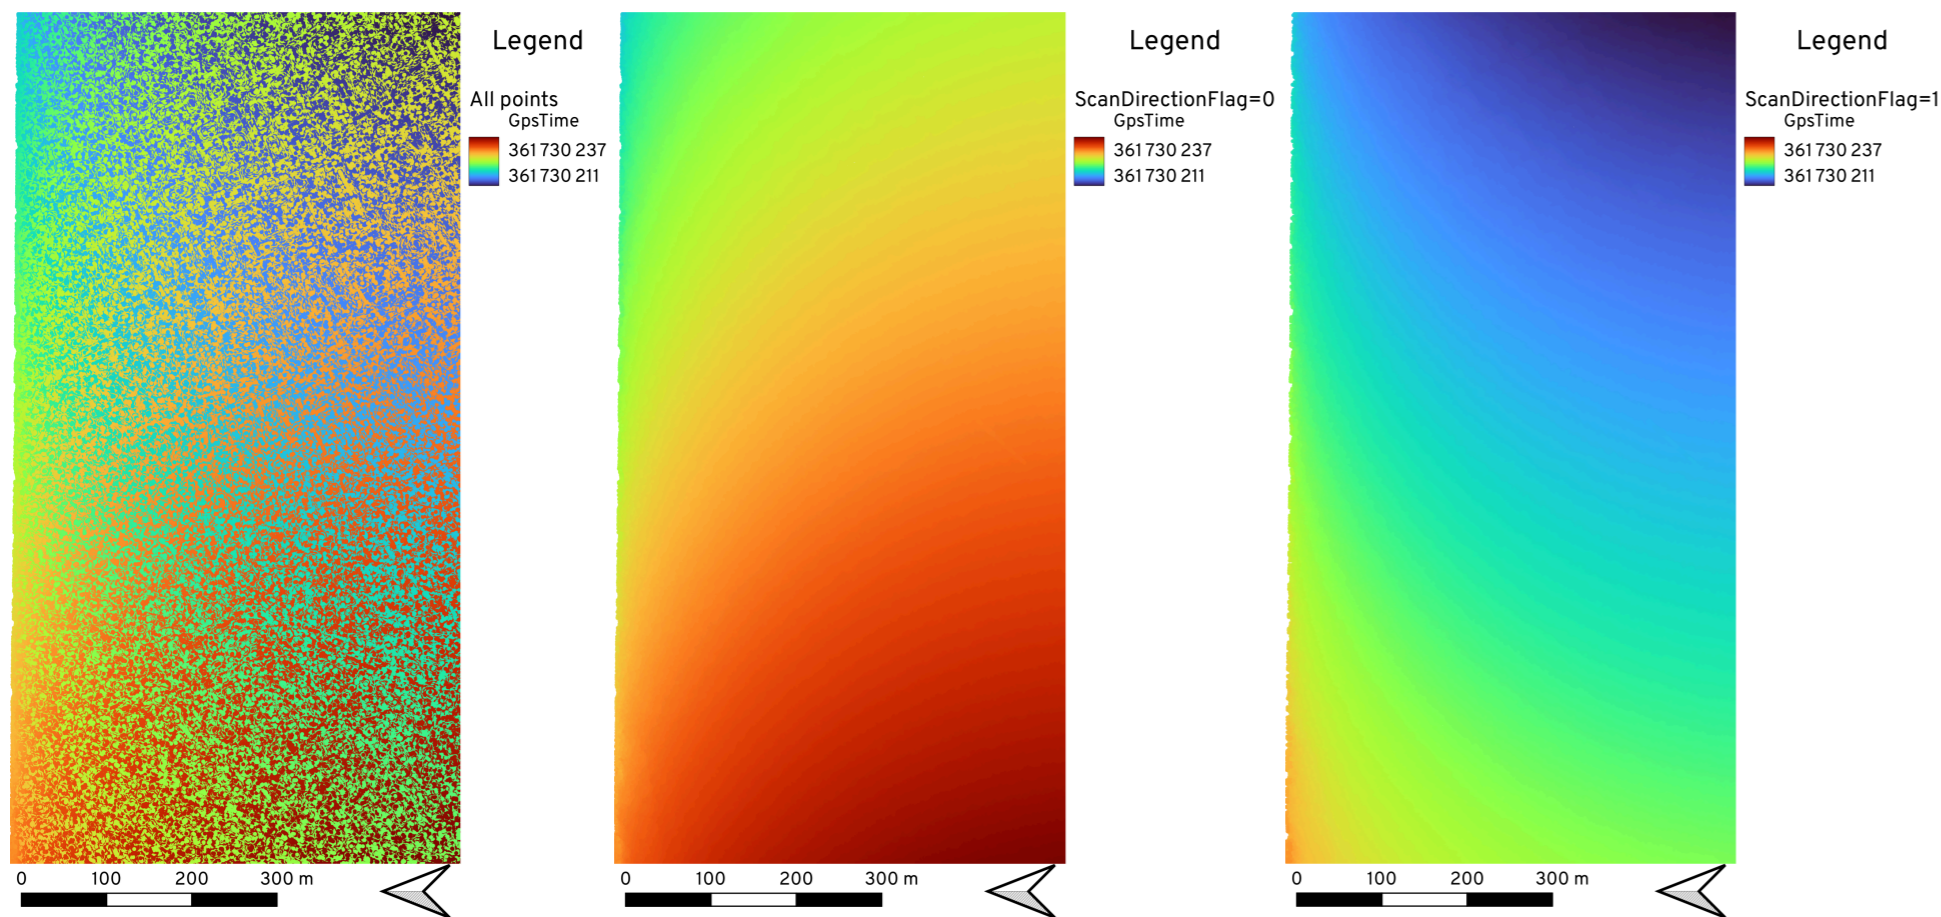 Legend
All points
GpsTime
361 730 237
361 730 211
0 100 200 300 m
Legend
ScanDirectionFlag=0
GpsTime
361 730 237
361 730 211
0 100 200 300 m
Legend
ScanDirectionFlag=1
GpsTime
361 730 237
361 730 211
0 100 200 300 m